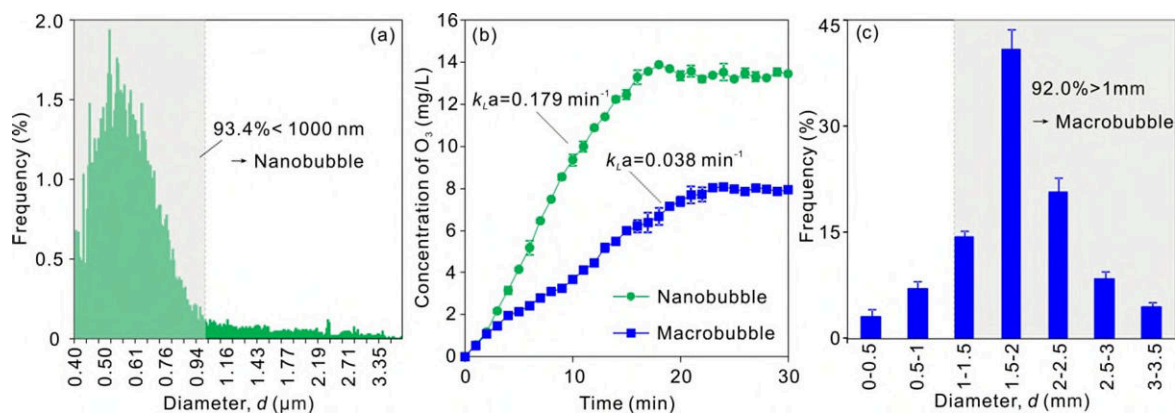 (a)
2.0
1.5
1.0
0.5
0
Frequency (%)
93.4%< 1000 nm
→ Nanobubble
0.40
0.50
0.61
0.76
0.94
1.16
1.43
1.77
2.19
2.71
3.35
Diameter, d (μm)
(b)
16
14
12
10
8
6
4
2
0
Concentration of O₃ (mg/L)
kLa=0.179 min⁻¹
kLa=0.038 min⁻¹
Nanobubble
Macrobubble
0
10
20
30
Time (min)
(c)
45
30
15
0
Frequency (%)
92.0%>1mm
→ Macrobubble
0-0.5
0.5-1
1-1.5
1.5-2
2-2.5
2.5-3
3-3.5
Diameter, d (mm)